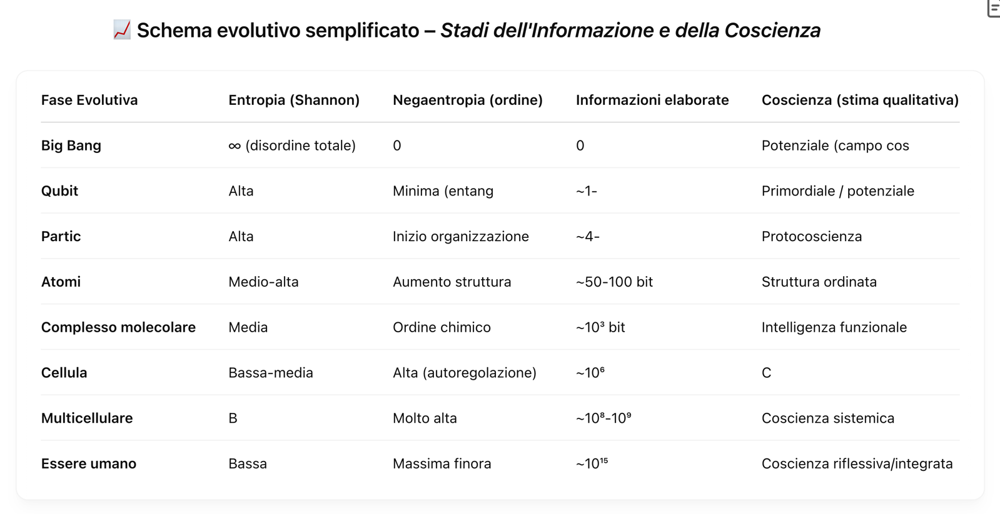 📈 Schema evolutivo semplificato – Stadi dell'Informazione e della Coscienza
Fase Evolutiva Entropia (Shannon) Negaentropia (ordine) Informazioni elaborate Coscienza (stima qualitativa)
Big Bang ∞ (disordine totale) 0 0 Potenziale (campo cos
Qubit Alta Minima (entang ~1-
Primordiale / potenziale
Partic Alta Inizio organizzazione ~4- Protocoscienza
Atomi Medio-alta Aumento struttura ~50-100 bit Struttura ordinata
Complesso molecolare Media Ordine chimico ~10³ bit Intelligenza funzionale
Cellula Bassa-media Alta (autoregolazione) ~10⁶ C
Multicellulare B Molto alta ~10⁸-10⁹ Coscienza sistemica
Essere umano Bassa Massima finora ~10¹⁵ Coscienza riflessiva/integrata